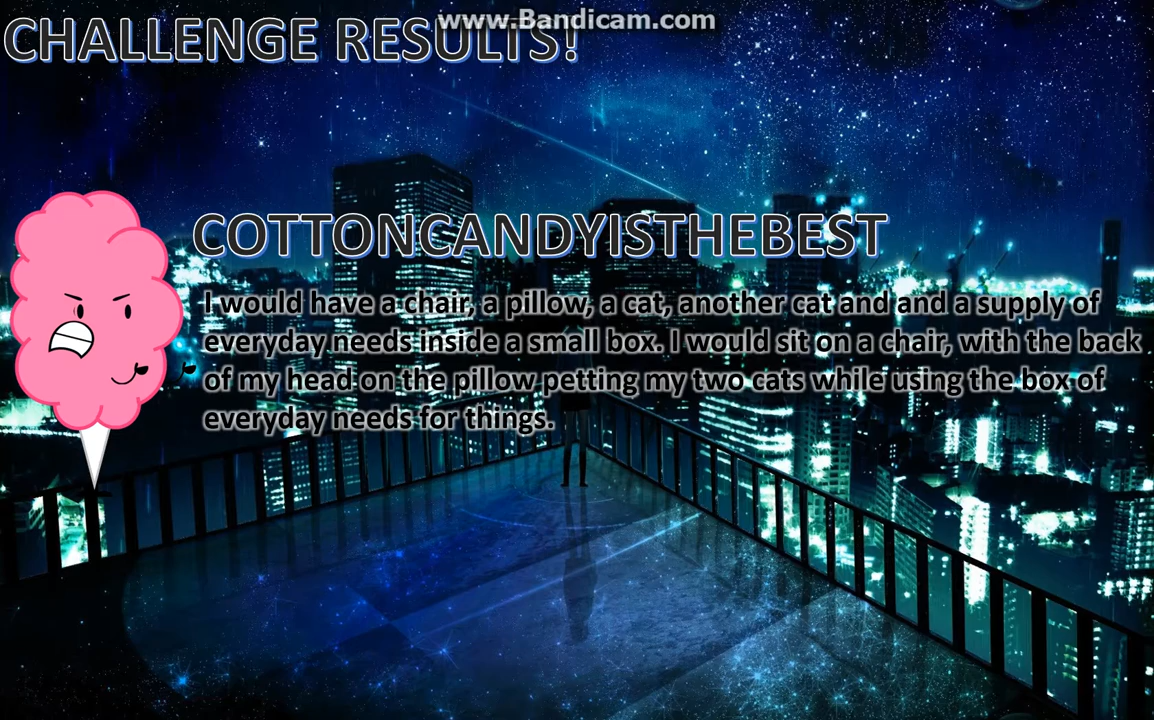 www.Bandicam.com
CHALLENGE RESULTS!
COTTONCANDYISTHEBEST
I would have a chair, a pillow, a cat, another cat and and a supply of
everyday needs inside a small box. I would sit on a chair, with the back
of my head on the pillow petting my two cats while using the box of
everyday needs for things.